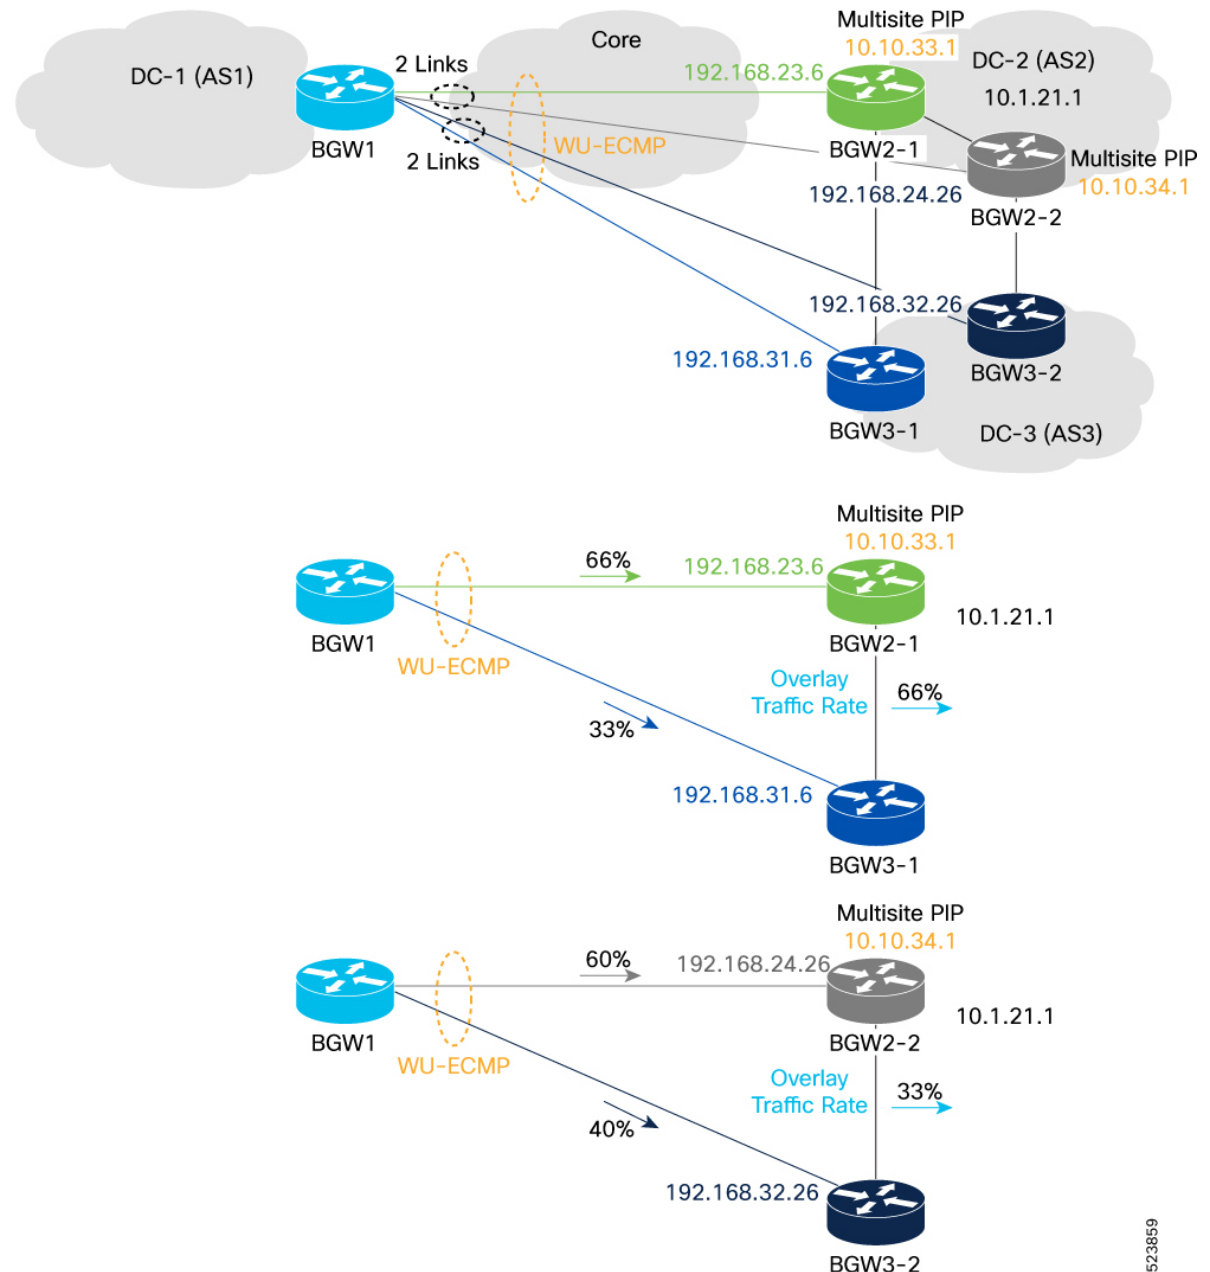 Multisite PIP
10.10.33.1
Core
DC-1 (AS1)
2 Links
192.168.23.6
DC-2 (AS2)
10.1.21.1
BGW1
2 Links
WU-ECMP
BGW2-1
Multisite PIP
10.10.34.1
192.168.24.26
BGW2-2
192.168.32.26
192.168.31.6
BGW3-2
BGW3-1
DC-3 (AS3)
Multisite PIP
10.10.33.1
66%
192.168.23.6
10.1.21.1
BGW1
BGW2-1
WU-ECMP
Overlay
Traffic Rate
66%
33%
192.168.31.6
BGW3-1
Multisite PIP
10.10.34.1
60%
192.168.24.26
10.1.21.1
BGW1
BGW2-2
WU-ECMP
Overlay
Traffic Rate
33%
40%
192.168.32.26
BGW3-2
523859